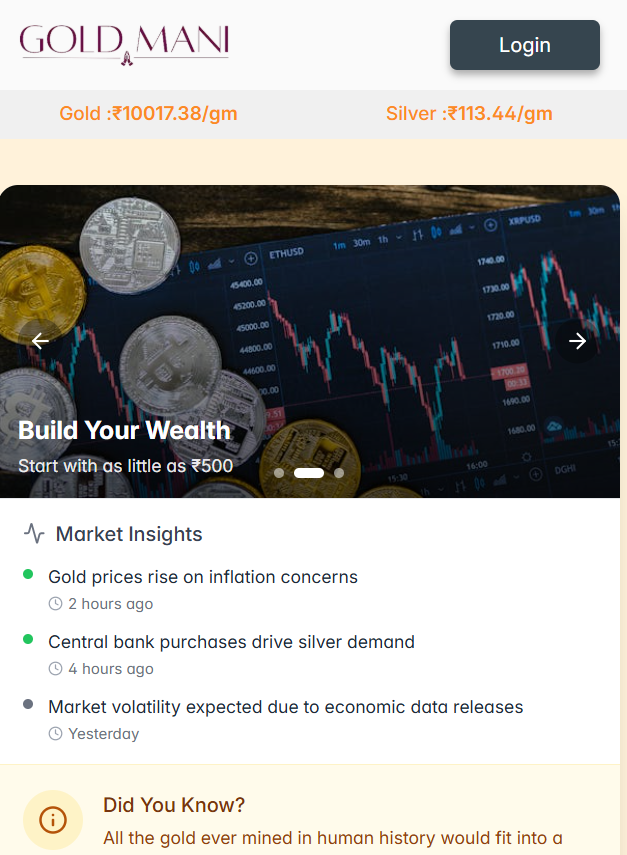 GOLD MANI
Login
Gold :₹10017.38/gm
Silver :₹113.44/gm
ETHUSD
1m 30m 1h
XRPUSD
1m 30m 1h
45400.00
45200.00
45000.00
44800.00
44600.00
1740.00
1730.00
1720.00
1710.00
1700.20
00:33
1690.00
1680.00
15:30
16:00
DGHI
Build Your Wealth
Start with as little as ₹500
Market Insights
Gold prices rise on inflation concerns
2 hours ago
Central bank purchases drive silver demand
4 hours ago
Market volatility expected due to economic data releases
Yesterday
Did You Know?
All the gold ever mined in human history would fit into a